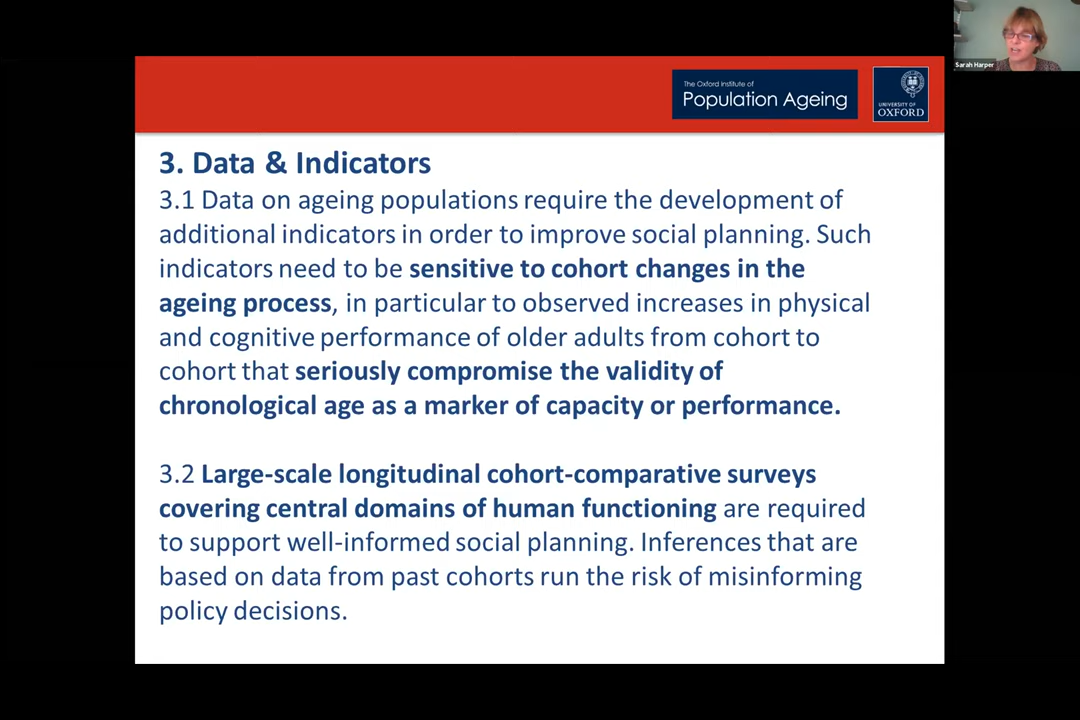 Sarah Harper
The Oxford Institute of
Population Ageing
UNIVERSITY OF
OXFORD
3. Data & Indicators
3.1 Data on ageing populations require the development of
additional indicators in order to improve social planning. Such
indicators need to be sensitive to cohort changes in the
ageing process, in particular to observed increases in physical
and cognitive performance of older adults from cohort to
cohort that seriously compromise the validity of
chronological age as a marker of capacity or performance.
3.2 Large-scale longitudinal cohort-comparative surveys
covering central domains of human functioning are required
to support well-informed social planning. Inferences that are
based on data from past cohorts run the risk of misinforming
policy decisions.